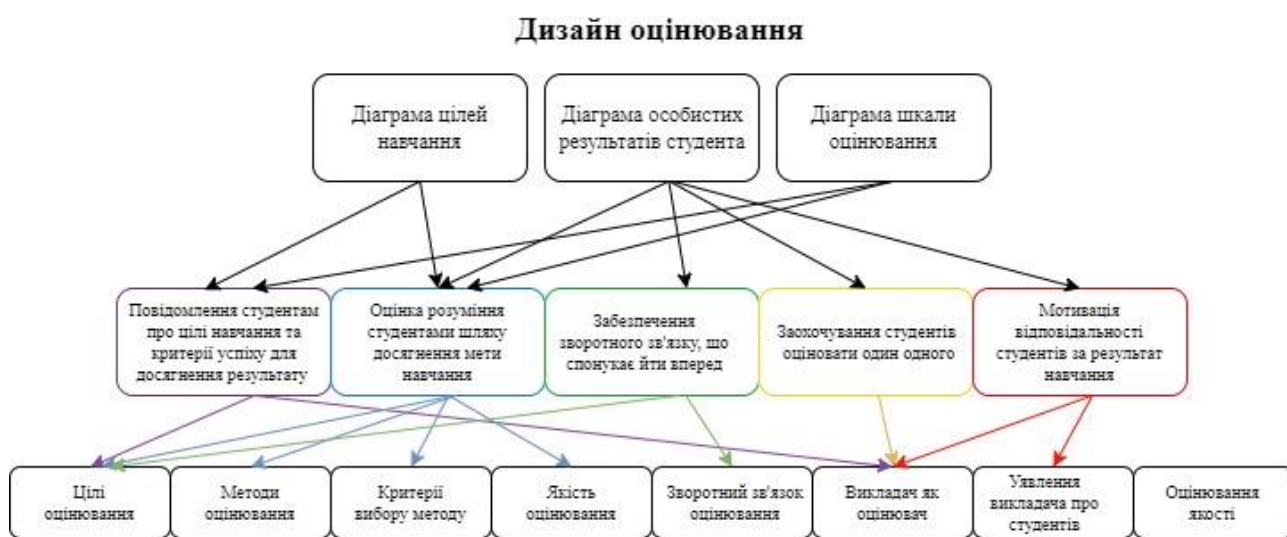 Дизайн оцінювання
Діаграма цілей
навчання
Діаграма особистих
результатів студента
Діаграма шкали
оцінювання
Повідомлення студентам
про цілі навчання та
критерії успіху для
досягнення результату
Оцінка розуміння
студентами шляху
досягнення мети
навчання
Забезпечення
зворотного зв'язку, що
спонукає йти вперед
Заохочування студентів
оціновати один одного
Мотивація
відповідальності
студентів за результат
навчання
Цілі
оцінювання
Методи
оцінювання
Критерії
вибору методу
Якість
оцінювання
Зворотний зв'язок
оцінювання
Викладач як
оцінювач
Уявлення
викладача про
студентів
Оцінювання
якості